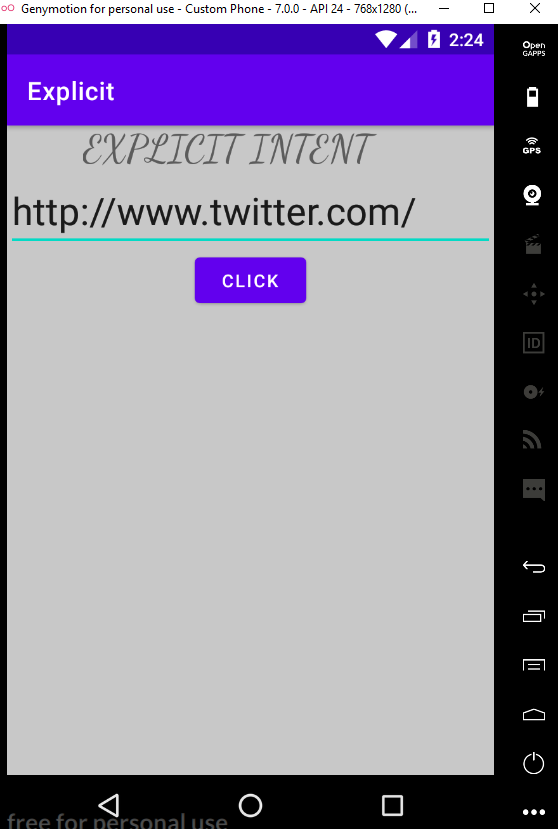 Genymotion for personal use - Custom Phone - 7.0.0 - API 24 - 768x1280 (...
2:24
Open
GAPPS
Explicit
GPS
EXPLICIT INTENT
http://www.twitter.com/
CLICK
ID
free for personal use